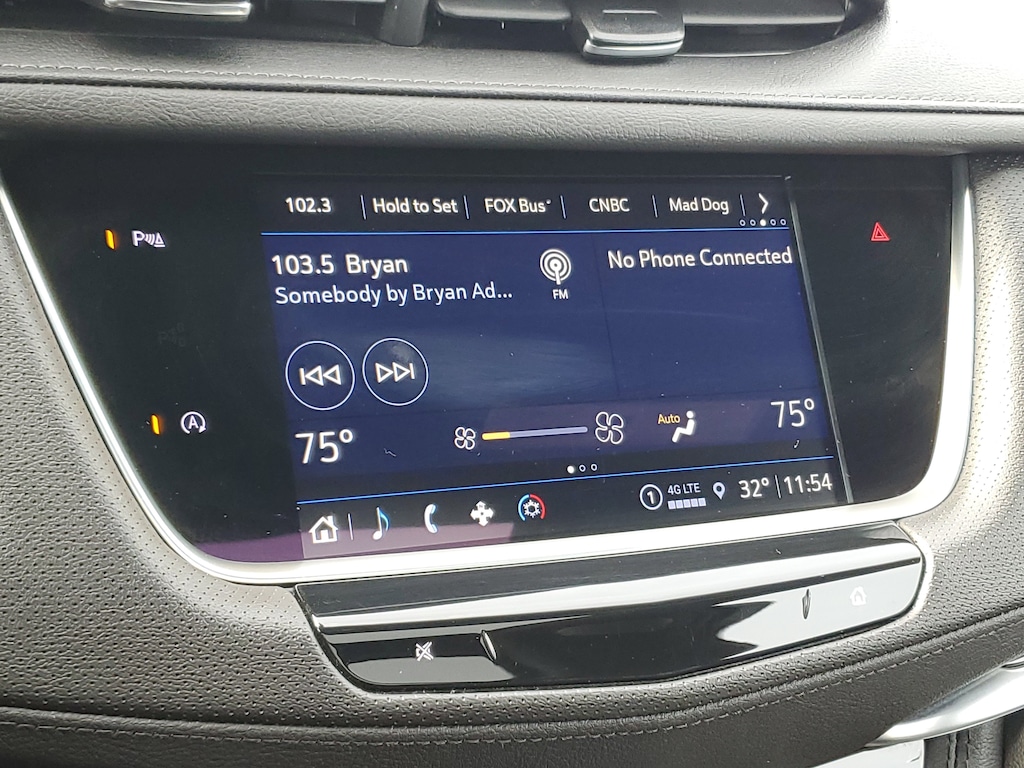 102.3 Hold to Set FOX Bus CNBC Mad Dog
103.5 Bryan
Somebody by Bryan Ad...
FM
No Phone Connected
P
A
75°
Auto
75°
1 4G LTE 32° 11:54